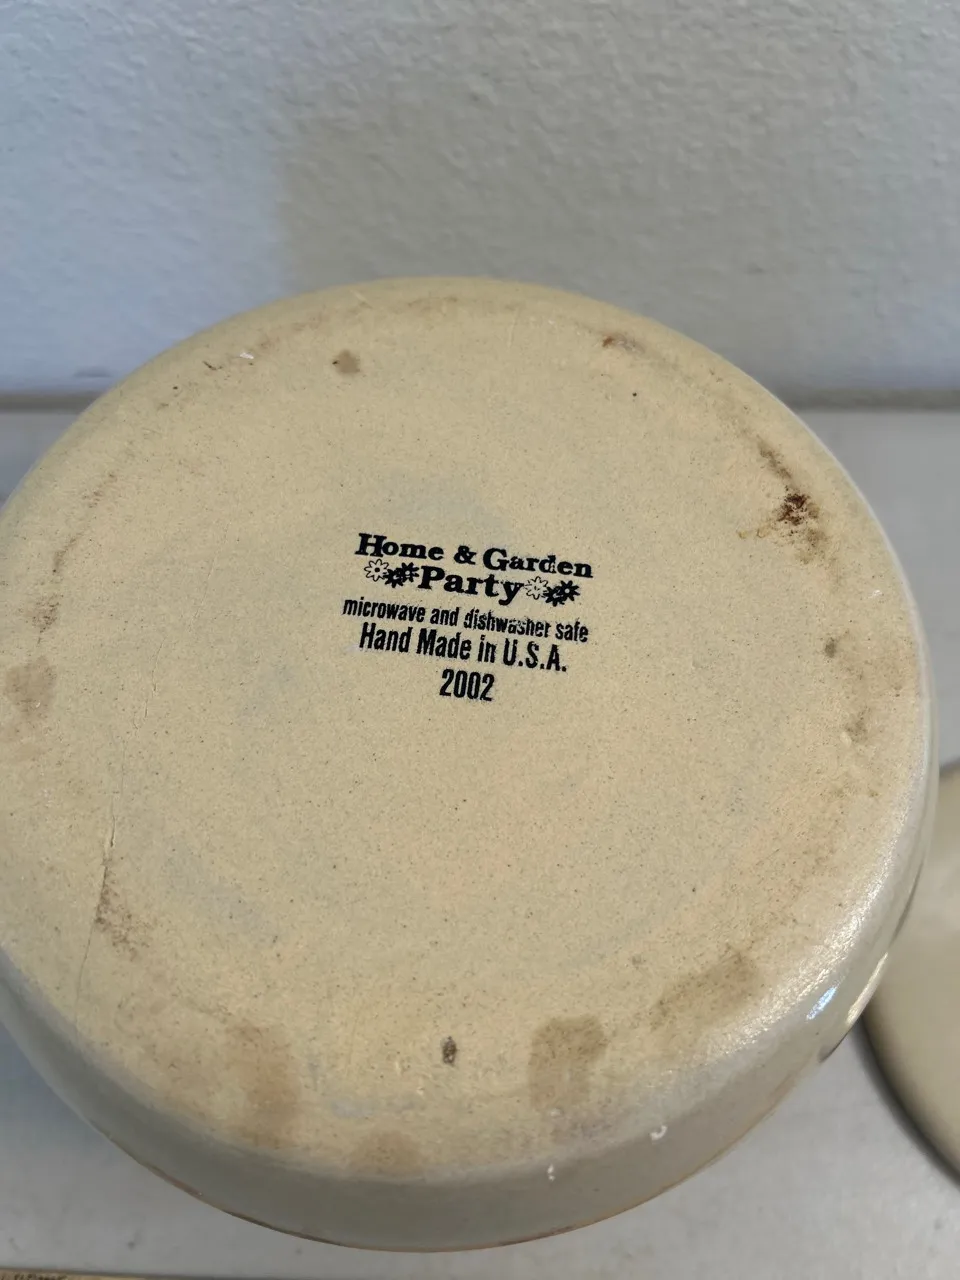 Home & Garden
Party
microwave and dishwasher safe
Hand Made in U.S.A.
2002